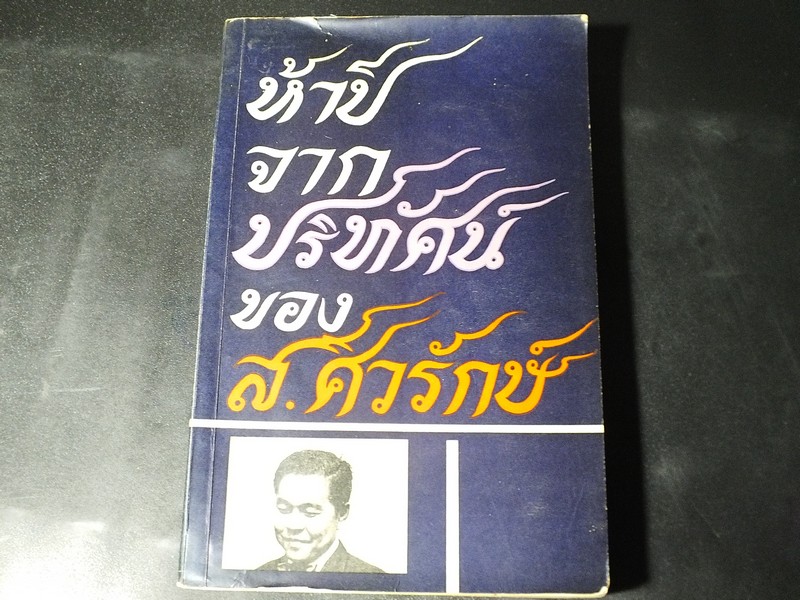 ห้าปี
จาก
ปริทัศน์
ของ
ส. ศิวรักษ์